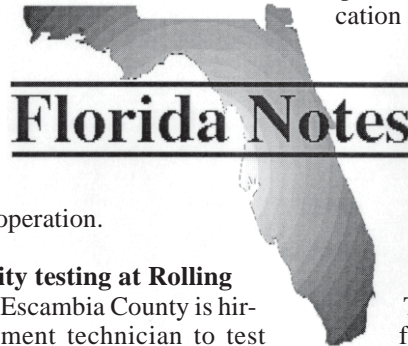 cation
Florida Notes
operation.
ity testing at Rolling
Escambia County is hir-
ment technician to test
T
f